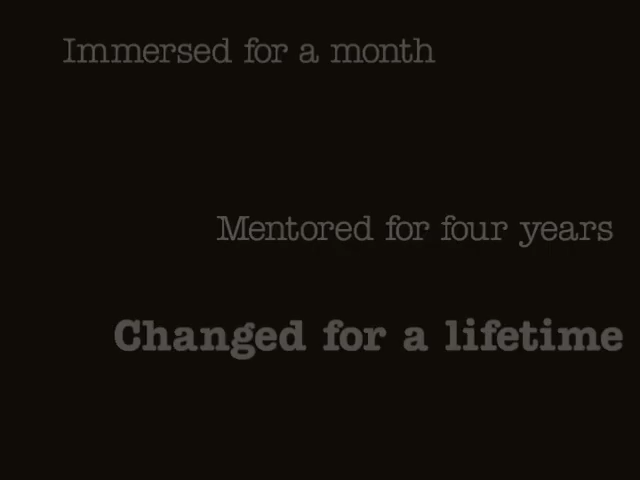 Immersed for a month
Mentored for four years
Changed for a lifetime